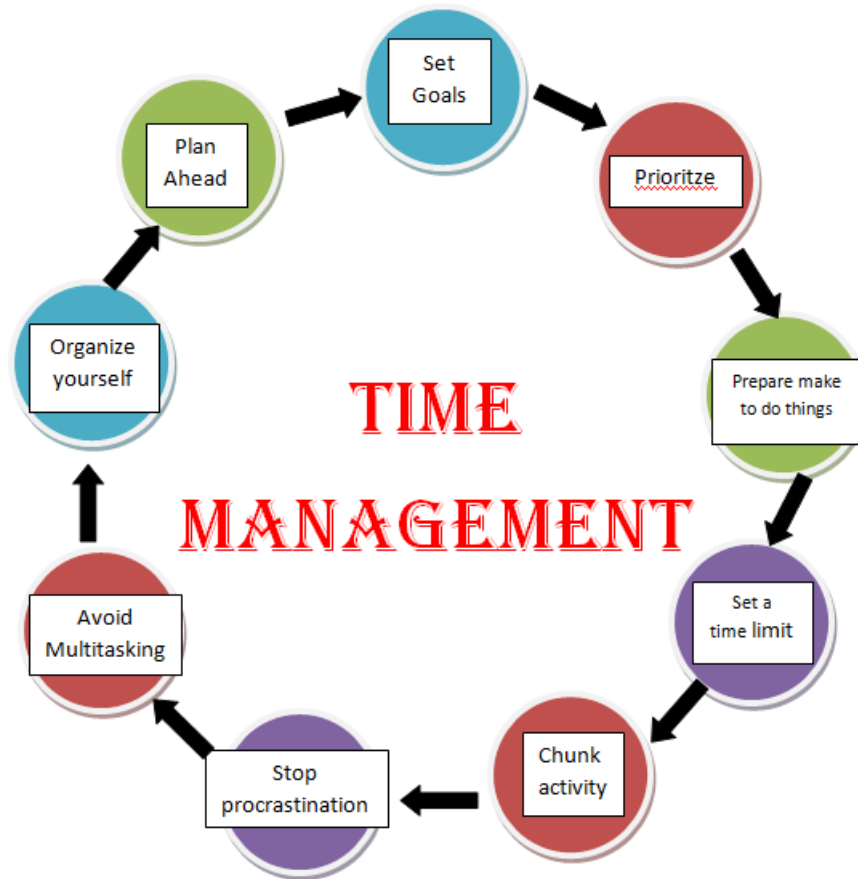 Set
Goals
Prioritze
Prepare make
to do things
Set a
time limit
Chunk
activity
Stop
procrastination
Avoid
Multitasking
Organize
yourself
Plan
Ahead
TIME
MANAGEMENT